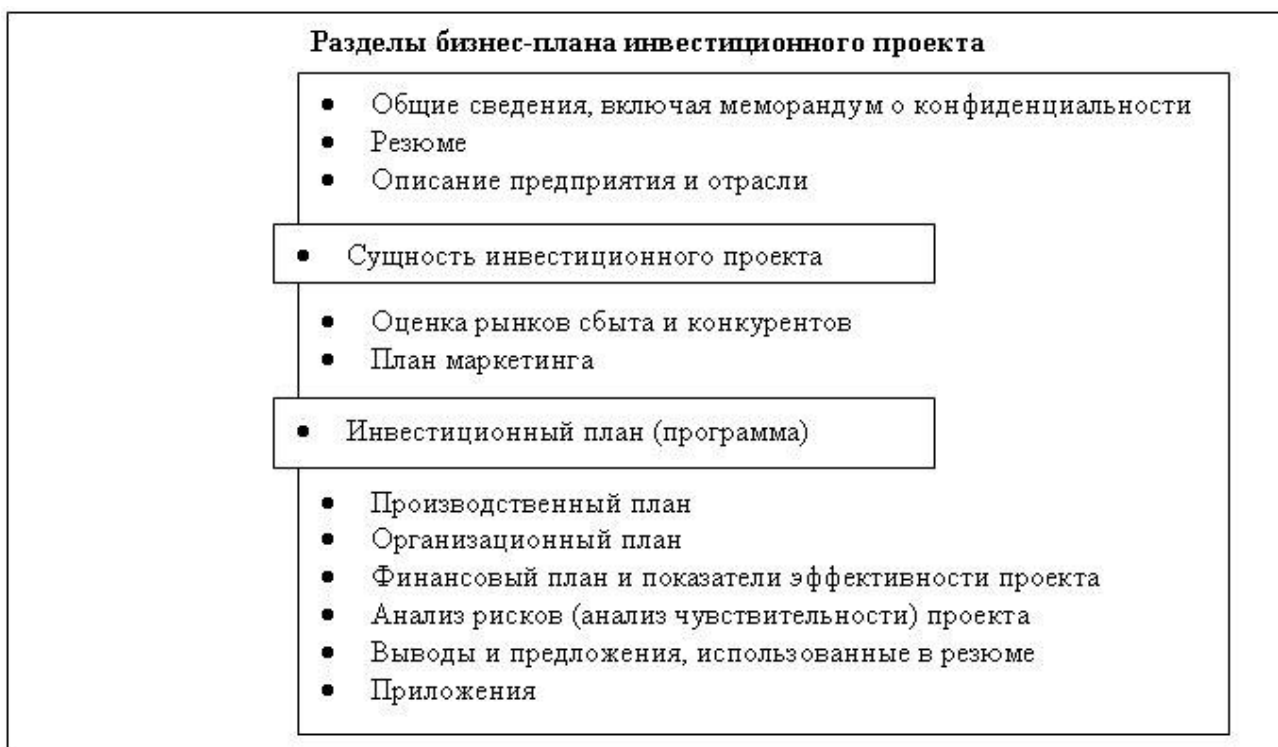 Разделы бизнес-плана инвестиционного проекта
• Общие сведения, включая меморандум о конфиденциальности
• Резюме
• Описание предприятия и отрасли
• Сущность инвестиционного проекта
• Оценка рынков сбыта и конкурентов
• План маркетинга
• Инвестиционный план (программа)
• Производственный план
• Организационный план
• Финансовый план и показатели эффективности проекта
• Анализ рисков (анализ чувствительности) проекта
• Выводы и предложения, использованные в резюме
• Приложения